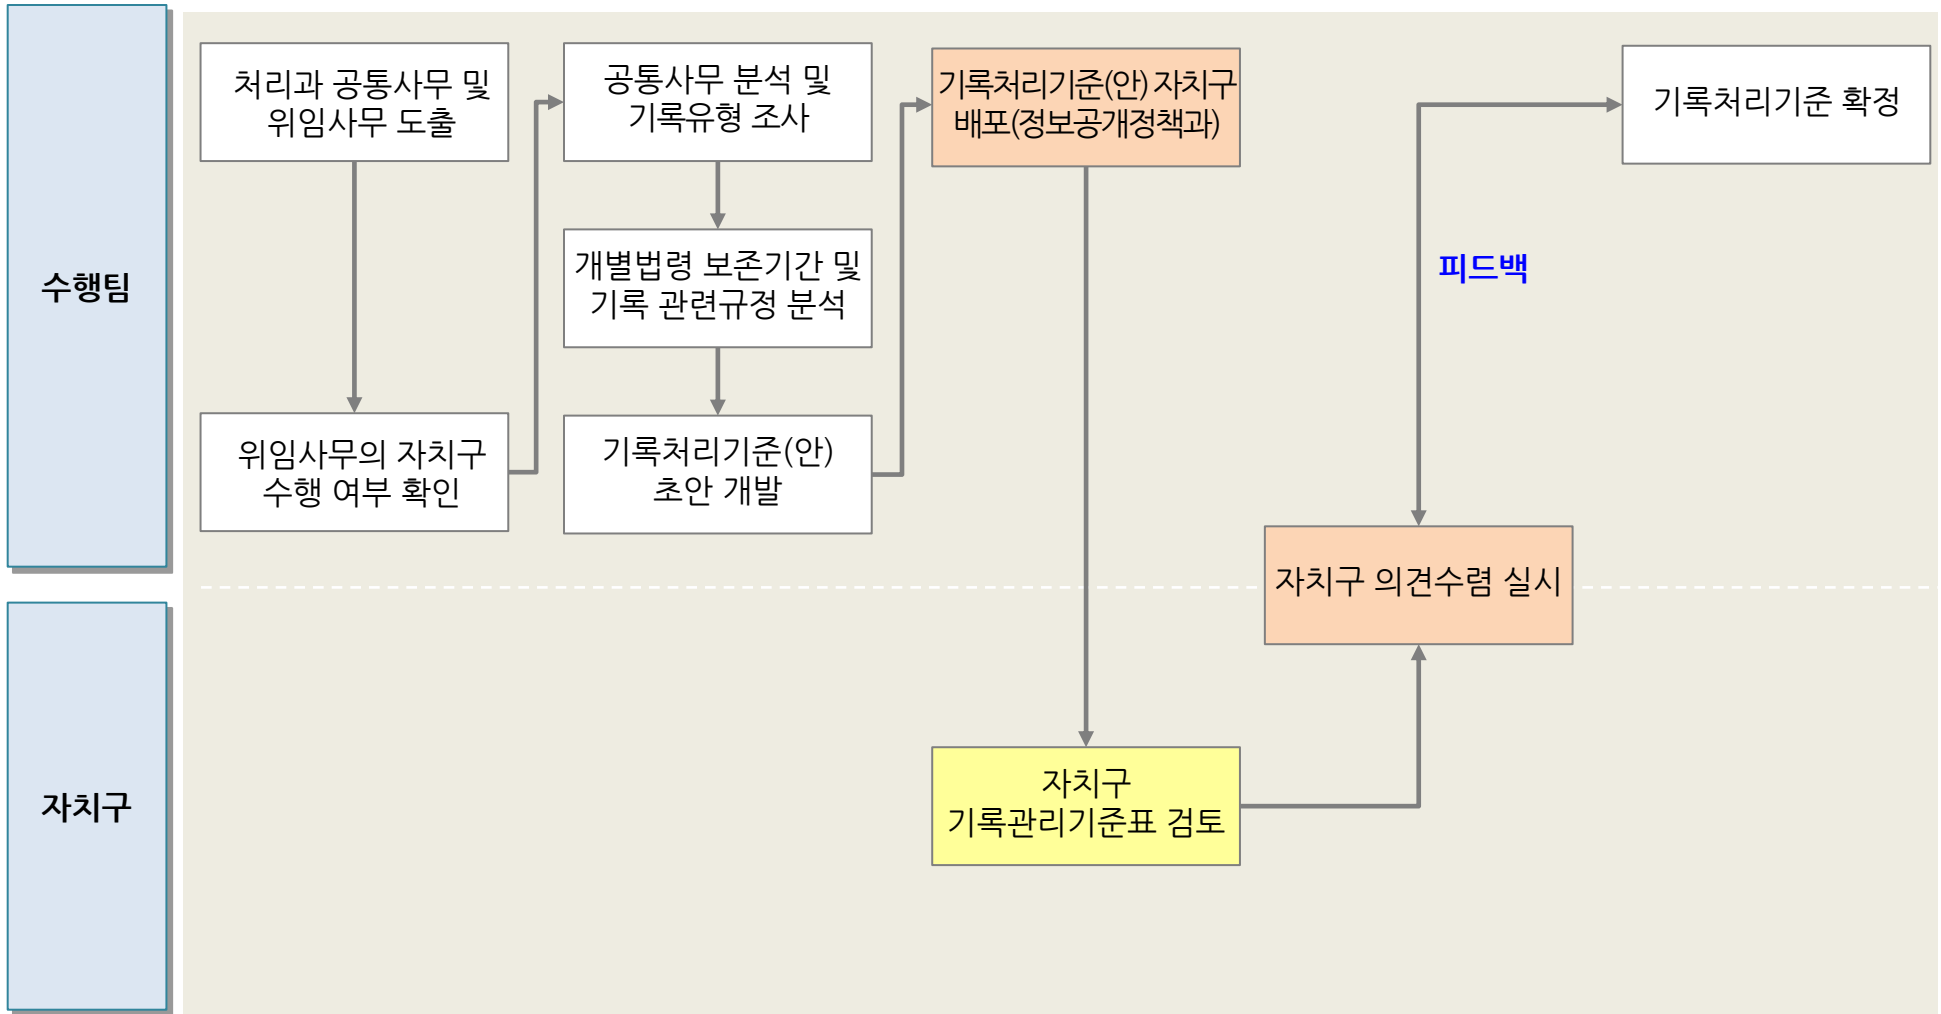 수행팀
처리과 공통사무 및
위임사무 도출
위임사무의 자치구
수행 여부 확인
공통사무 분석 및
기록유형 조사
개별법령 보존기간 및
기록 관련규정 분석
기록처리기준(안)
초안 개발
기록처리기준(안) 자치구
배포(정보공개정책과)
피드백
기록처리기준 확정
자치구 의견수렴 실시
자치구
자치구
기록관리기준표 검토